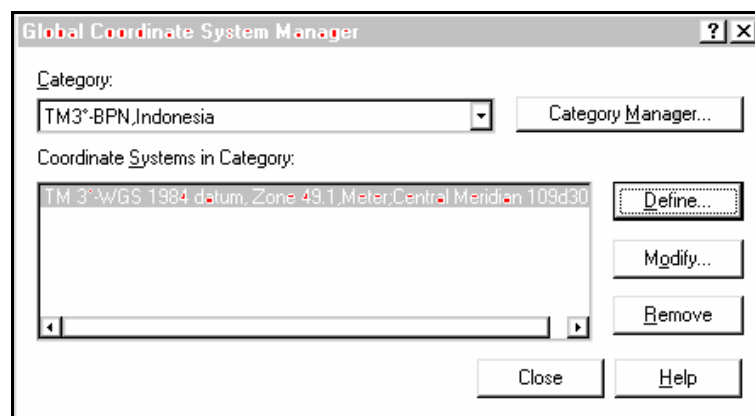 Global Coordinate System Manager
Category:
TM3°-BPN,Indonesia
Category Manager...
Coordinate Systems in Category:
TM 3°-WGS 1984 datum, Zone 49.1,Meter;Central Meridian 109d30
Define...
Modify...
Remove
Close
Help